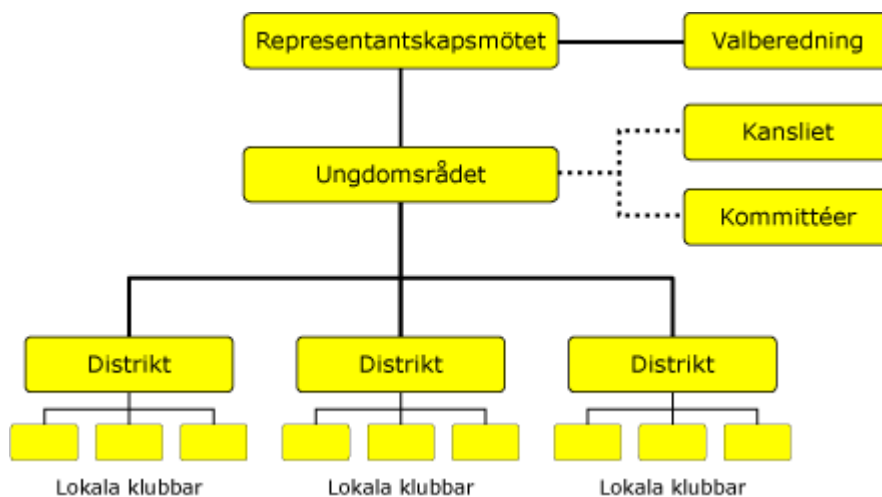 Representantskapsmötet
Valberedning
Kansliet
Ungdomsrådet
Kommittéer
Distrikt
Distrikt
Distrikt
Lokala klubbar
Lokala klubbar
Lokala klubbar